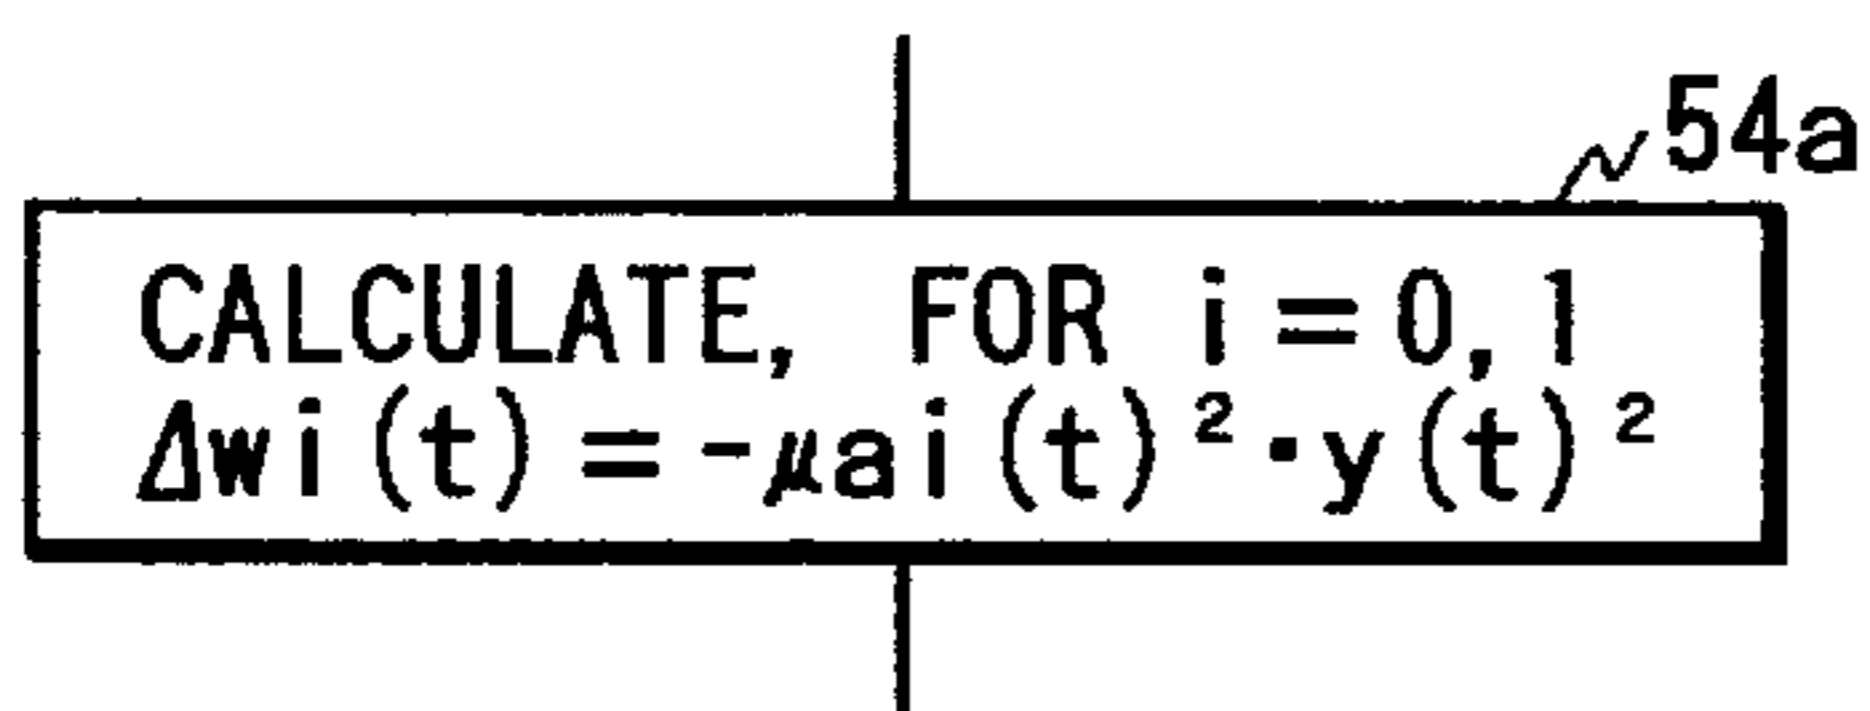 54a
CALCULATE, FOR i=0,1
Δwi(t)=-μai(t)²·y(t)²